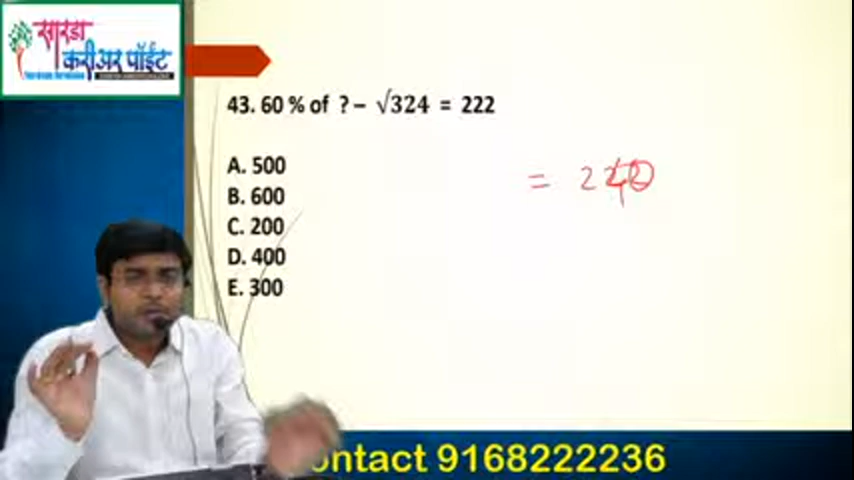 सारडा
करीअर पॉईंट
43. 60 % of ? – √324 = 222
A. 500
= 240
B. 600
C. 200
D. 400
E. 300
ontact 9168222236